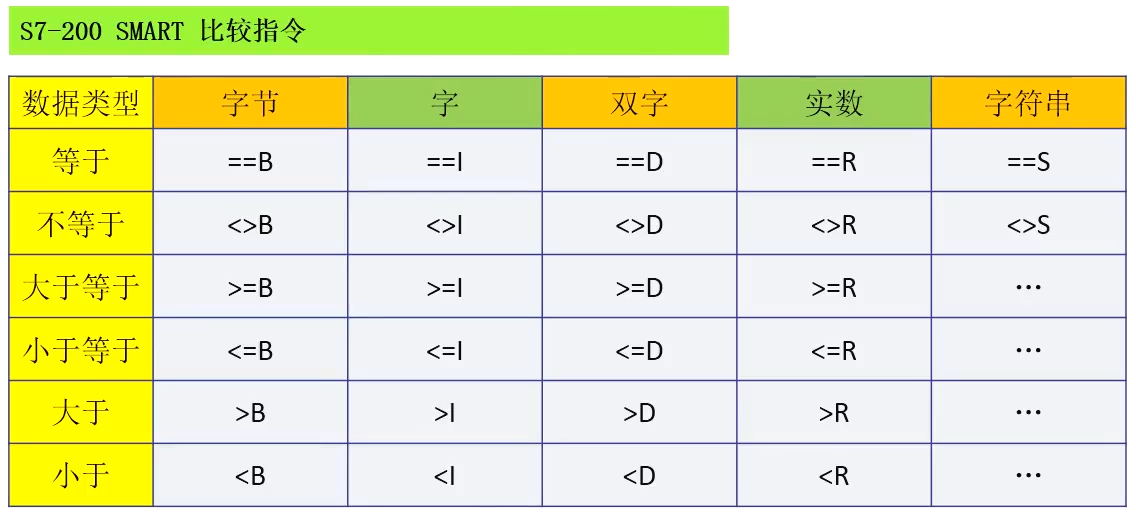 S7-200 SMART 比较指令
数据类型 字节 字 双字 实数 字符串
等于 ==B ==I ==D ==R ==S
不等于 <>B <>I <>D <>R <>S
大于等于 >=B >=I >=D >=R …
小于等于 <=B <=I <=D <=R …
大于 >B >I >D >R …
小于 <B <I <D <R …